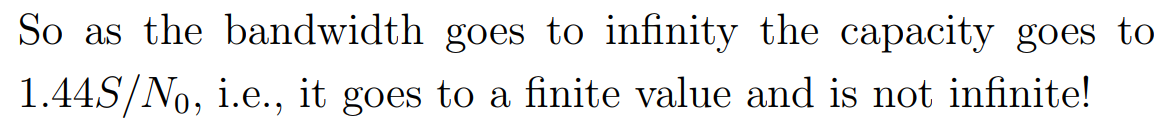 So as the bandwidth goes to infinity the capacity goes to
1.44S/N₀, i.e., it goes to a finite value and is not infinite!